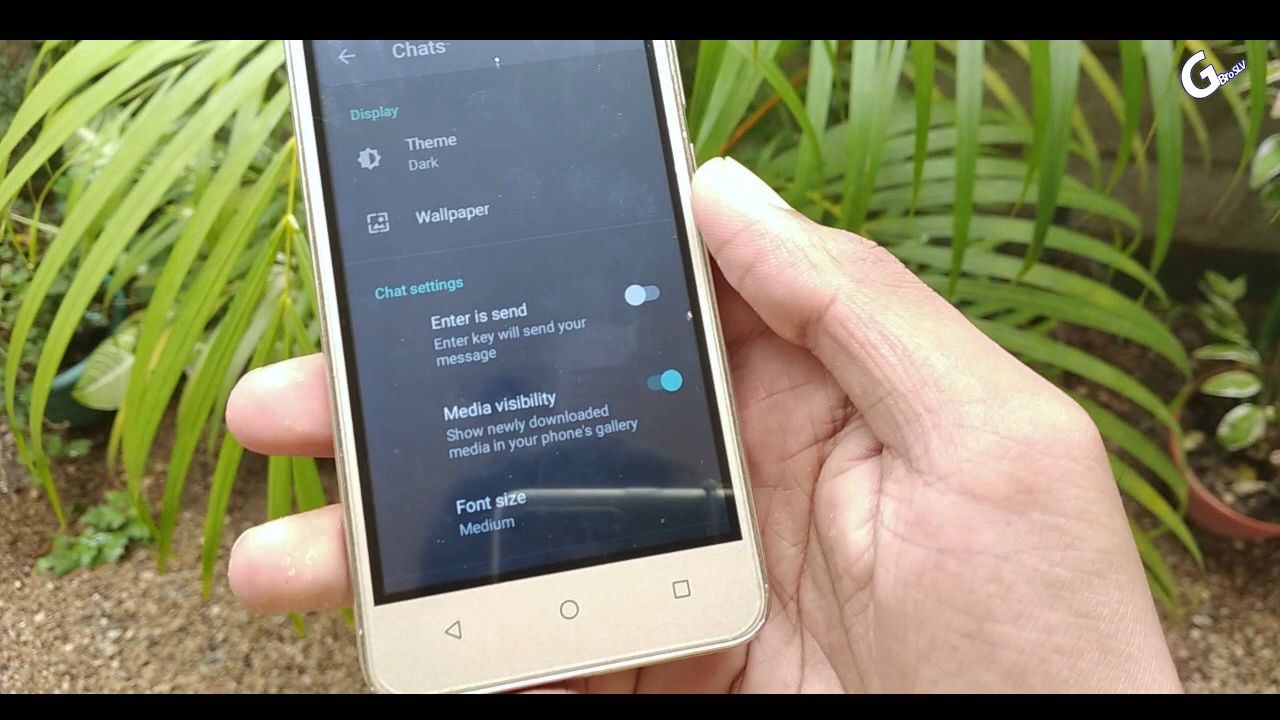 Chats
Display
Theme
Dark
Wallpaper
Chat settings
Enter is send
Enter key will send your
message
Media visibility
Show newly downloaded
media in your phone's gallery
Font size
Medium
G BroSLV